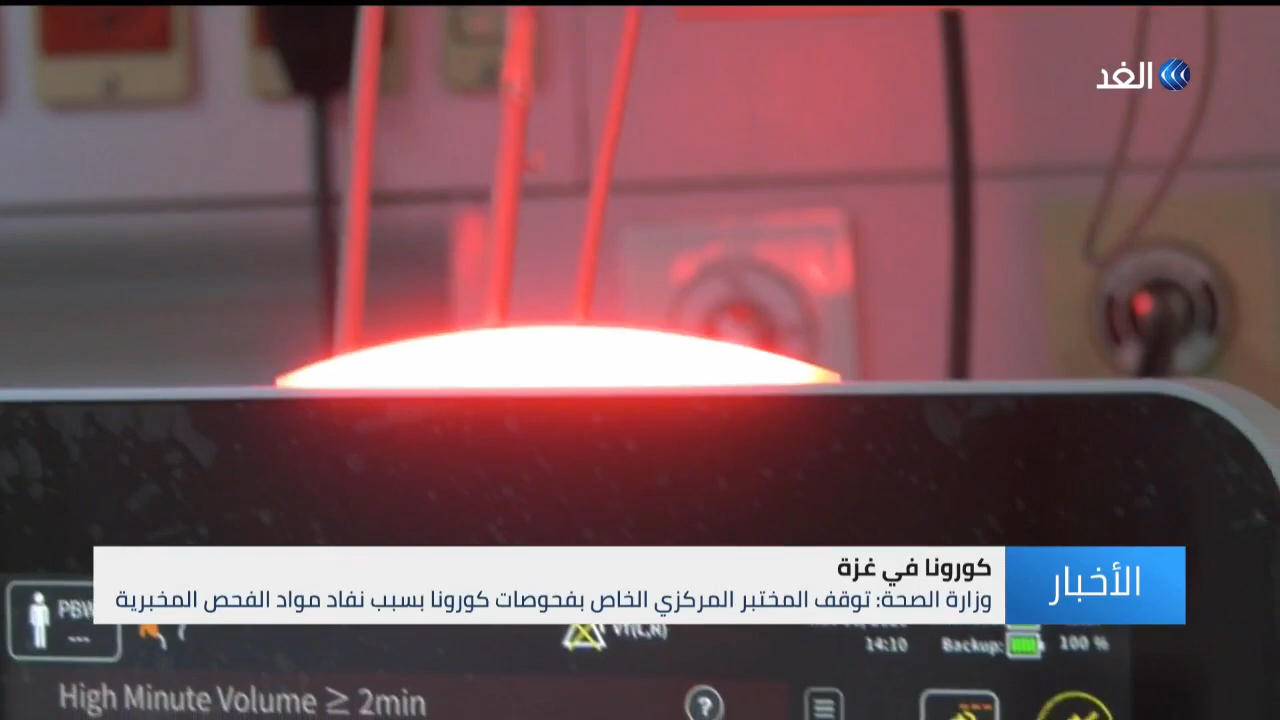 الغد
الأخبار
كورونا في غزة
وزارة الصحة: توقف المختبر المركزي الخاص بفحوصات كورونا بسبب نفاد مواد الفحص المخبرية
PBW
---
14:10
Backup:
100 %
High Minute Volume ≥ 2min
?